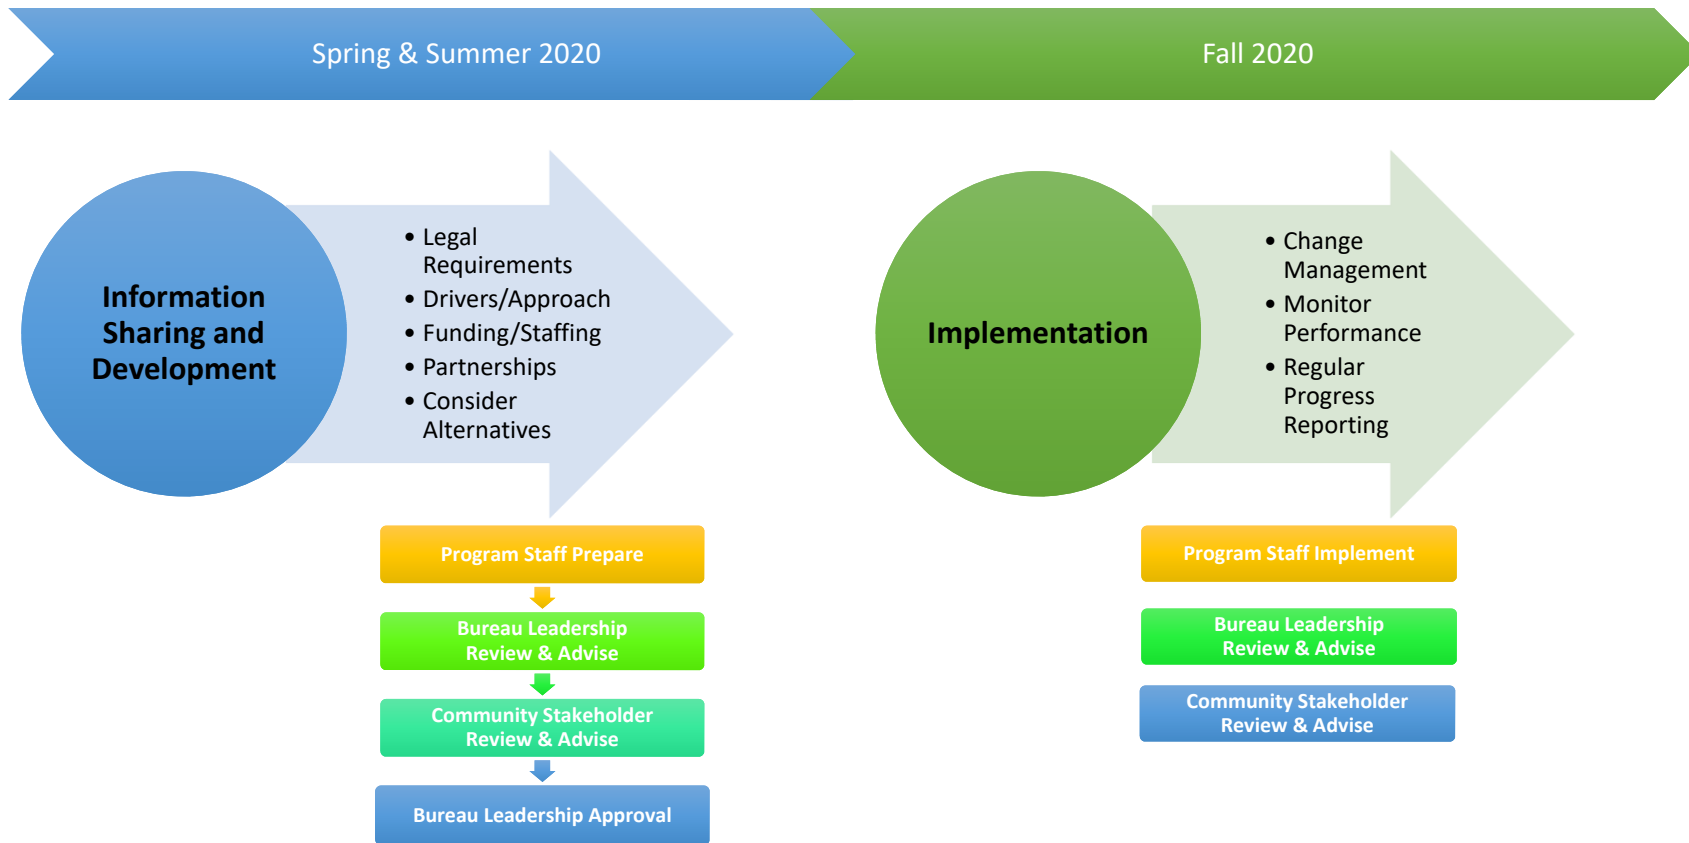 Spring & Summer 2020
Fall 2020
Information
Sharing and
Development
• Legal
Requirements
• Drivers/Approach
• Funding/Staffing
• Partnerships
• Consider
Alternatives
Program Staff Prepare
Bureau Leadership
Review & Advise
Community Stakeholder
Review & Advise
Bureau Leadership Approval
Implementation
• Change
Management
• Monitor
Performance
• Regular
Progress
Reporting
Program Staff Implement
Bureau Leadership
Review & Advise
Community Stakeholder
Review & Advise